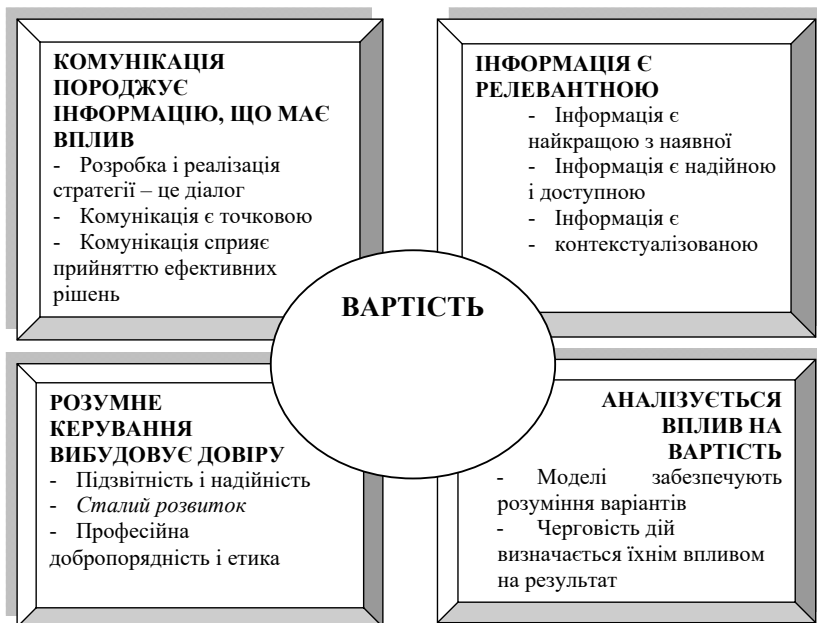 КОМУНІКАЦІЯ
ПОРОДЖУЄ
ІНФОРМАЦІЮ, ЩО МАЄ
ВПЛИВ
- Розробка і реалізація
стратегії – це діалог
- Комунікація є точковою
- Комунікація сприяє
прийняттю ефективних
рішень
ІНФОРМАЦІЯ Є
РЕЛЕВАНТНОЮ
- Інформація є
найкращою з наявної
- Інформація є надійною
і доступною
- Інформація є
- контекстуалізованою
ВАРТІСТЬ
РОЗУМНЕ
КЕРУВАННЯ
ВИБУДОВУЄ ДОВІРУ
- Підзвітність і надійність
- Сталий розвиток
- Професійна
добропорядність і етика
АНАЛІЗУЄТЬСЯ
ВПЛИВ НА
ВАРТІСТЬ
- Моделі забезпечують
розуміння варіантів
- Черговість дій
визначається їхнім впливом
на результат